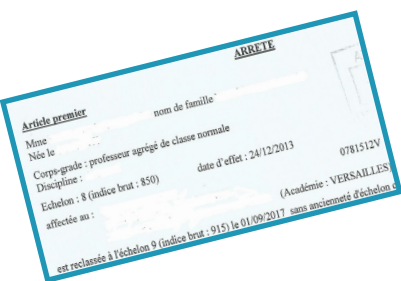 ARRETE
Article premier
Mme nom de famille
Née le
Corps-grade : professeur agrégé de classe normale
Discipline :
Echelon : 8 (indice brut : 850) date d'effet : 24/12/2013
affectée au : 0781512V
(Académie : VERSAILLES)
est reclassée à l'échelon 9 (indice brut : 915) le 01/09/2017 sans ancienneté d'échelon